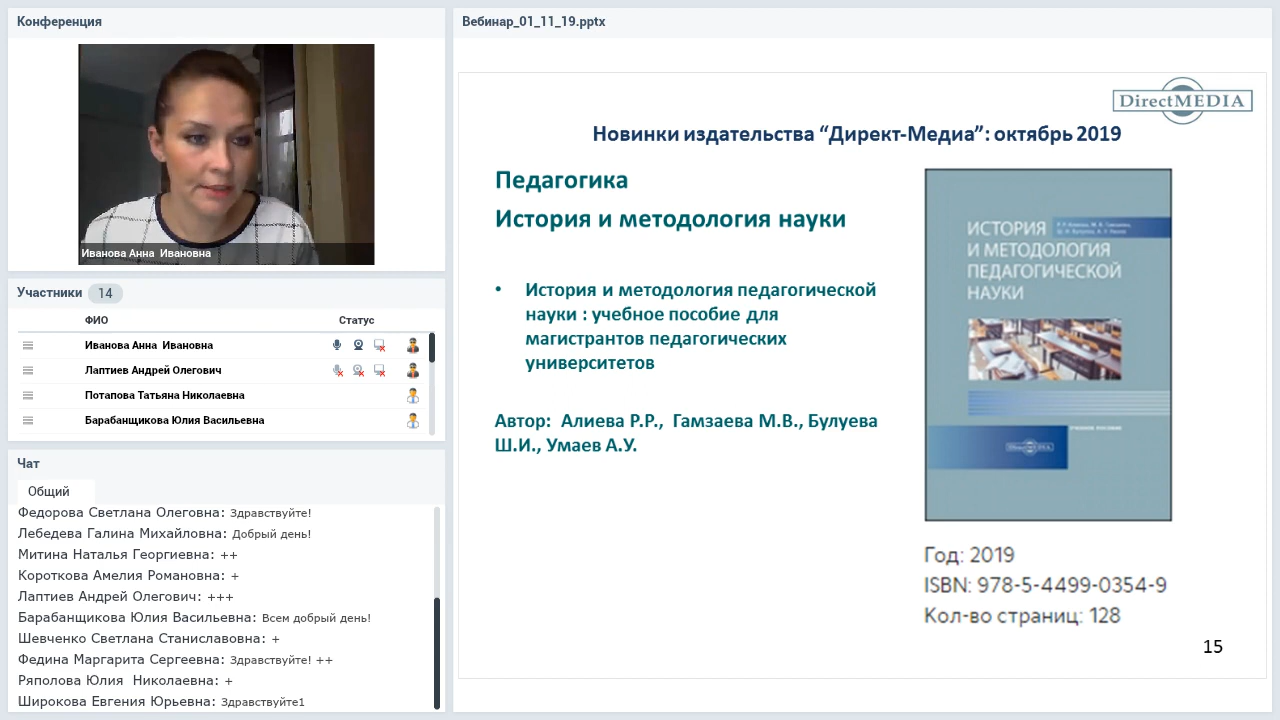 Конференция
Иванова Анна  Ивановна
Участники 14
ФИО Статус
Иванова Анна  Ивановна
Лаптиев Андрей Олегович
Потапова Татьяна Николаевна
Барабанщикова Юлия Васильевна
Чат
Общий
Федорова Светлана Олеговна: Здравствуйте!
Лебедева Галина Михайловна: Добрый день!
Митина Наталья Георгиевна: ++
Короткова Амелия Романовна: +
Лаптиев Андрей Олегович: +++
Барабанщикова Юлия Васильевна: Всем добрый день!
Шевченко Светлана Станиславовна: +
Федина Маргарита Сергеевна: Здравствуйте! ++
Ряполова Юлия  Николаевна: +
Широкова Евгения Юрьевна: Здравствуйте1
Вебинар_01_11_19.pptx
DirectMEDIA
Новинки издательства “Директ-Медиа”: октябрь 2019
Педагогика
История и методология науки
• История и методология педагогической
науки : учебное пособие для
магистрантов педагогических
университетов
Автор:  Алиева Р.Р.,  Гамзаева М.В., Булуева
Ш.И., Умаев А.У.
ИСТОРИЯ
И МЕТОДОЛОГИЯ
ПЕДАГОГИЧЕСКОЙ
НАУКИ
DirectMEDIA
Год: 2019
ISBN: 978-5-4499-0354-9
Кол-во страниц: 128
15